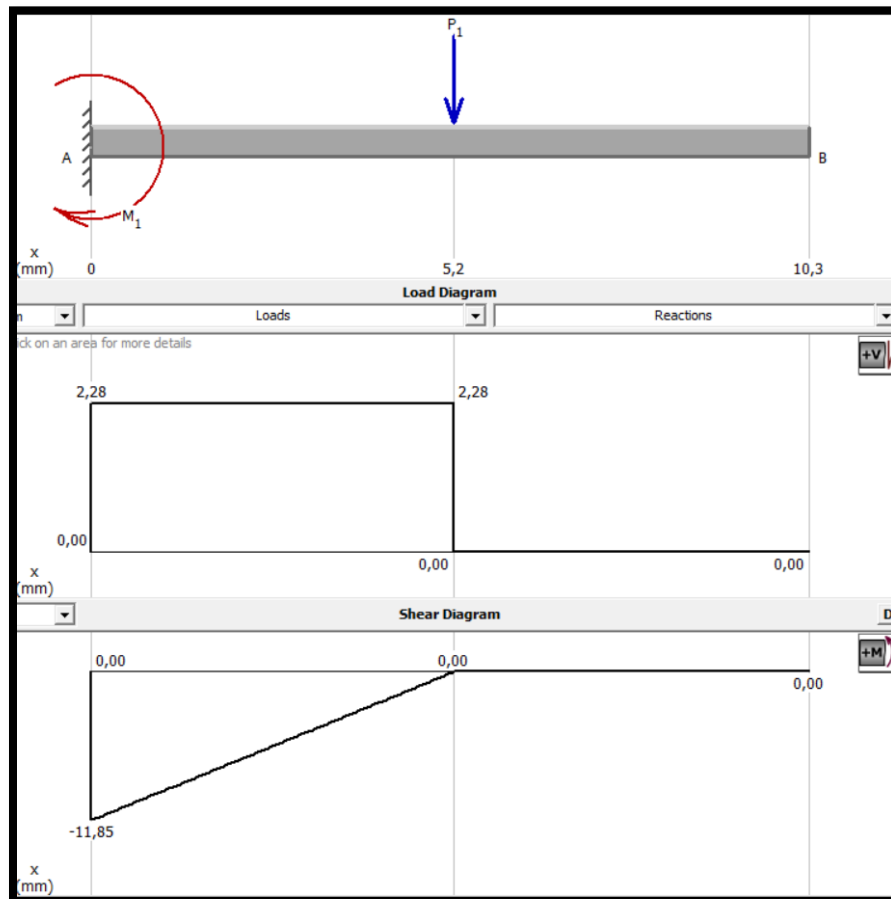 P1
A
B
M1
x
(mm) 0 5,2 10,3
Load Diagram
Loads Reactions
ick on an area for more details
+V
2,28 2,28
0,00
0,00 0,00
x
(mm)
Shear Diagram
D
0,00 0,00
+M
0,00
-11,85
x
(mm)